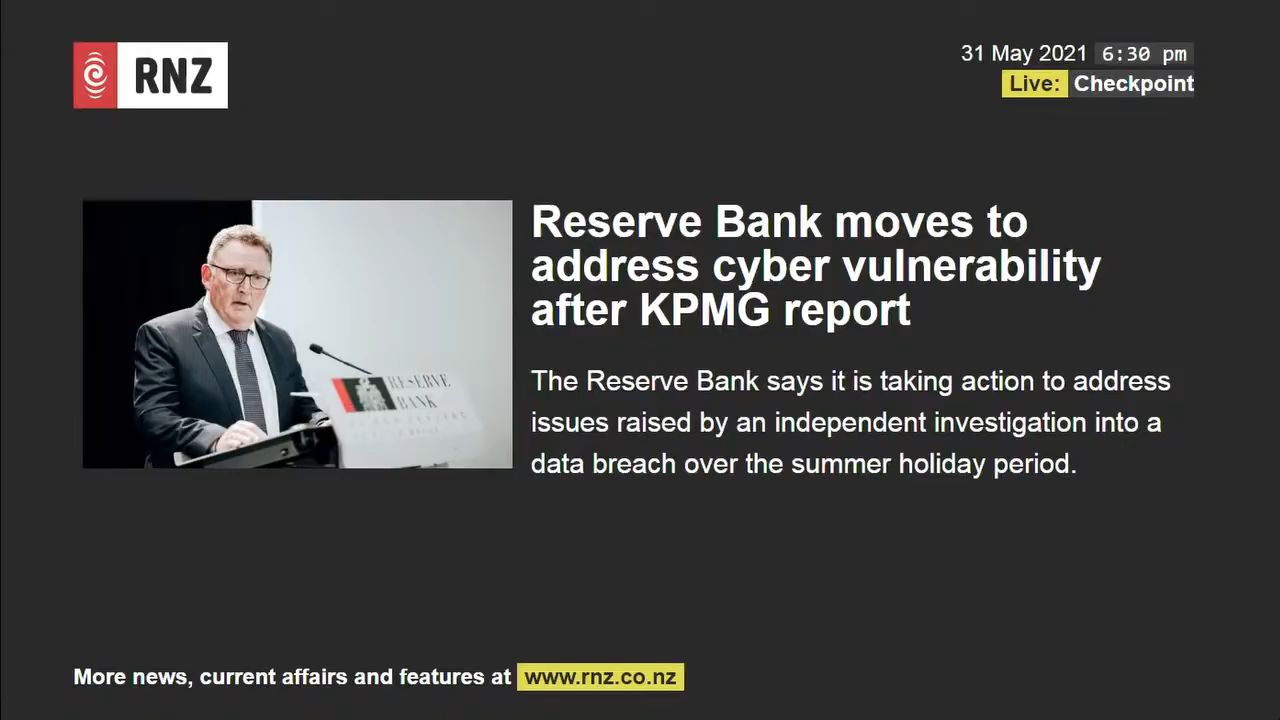 RNZ
31 May 2021 6:30 pm
Live: Checkpoint
Reserve Bank moves to
address cyber vulnerability
after KPMG report
The Reserve Bank says it is taking action to address
issues raised by an independent investigation into a
data breach over the summer holiday period.
RESERVE
BANK
More news, current affairs and features at www.rnz.co.nz